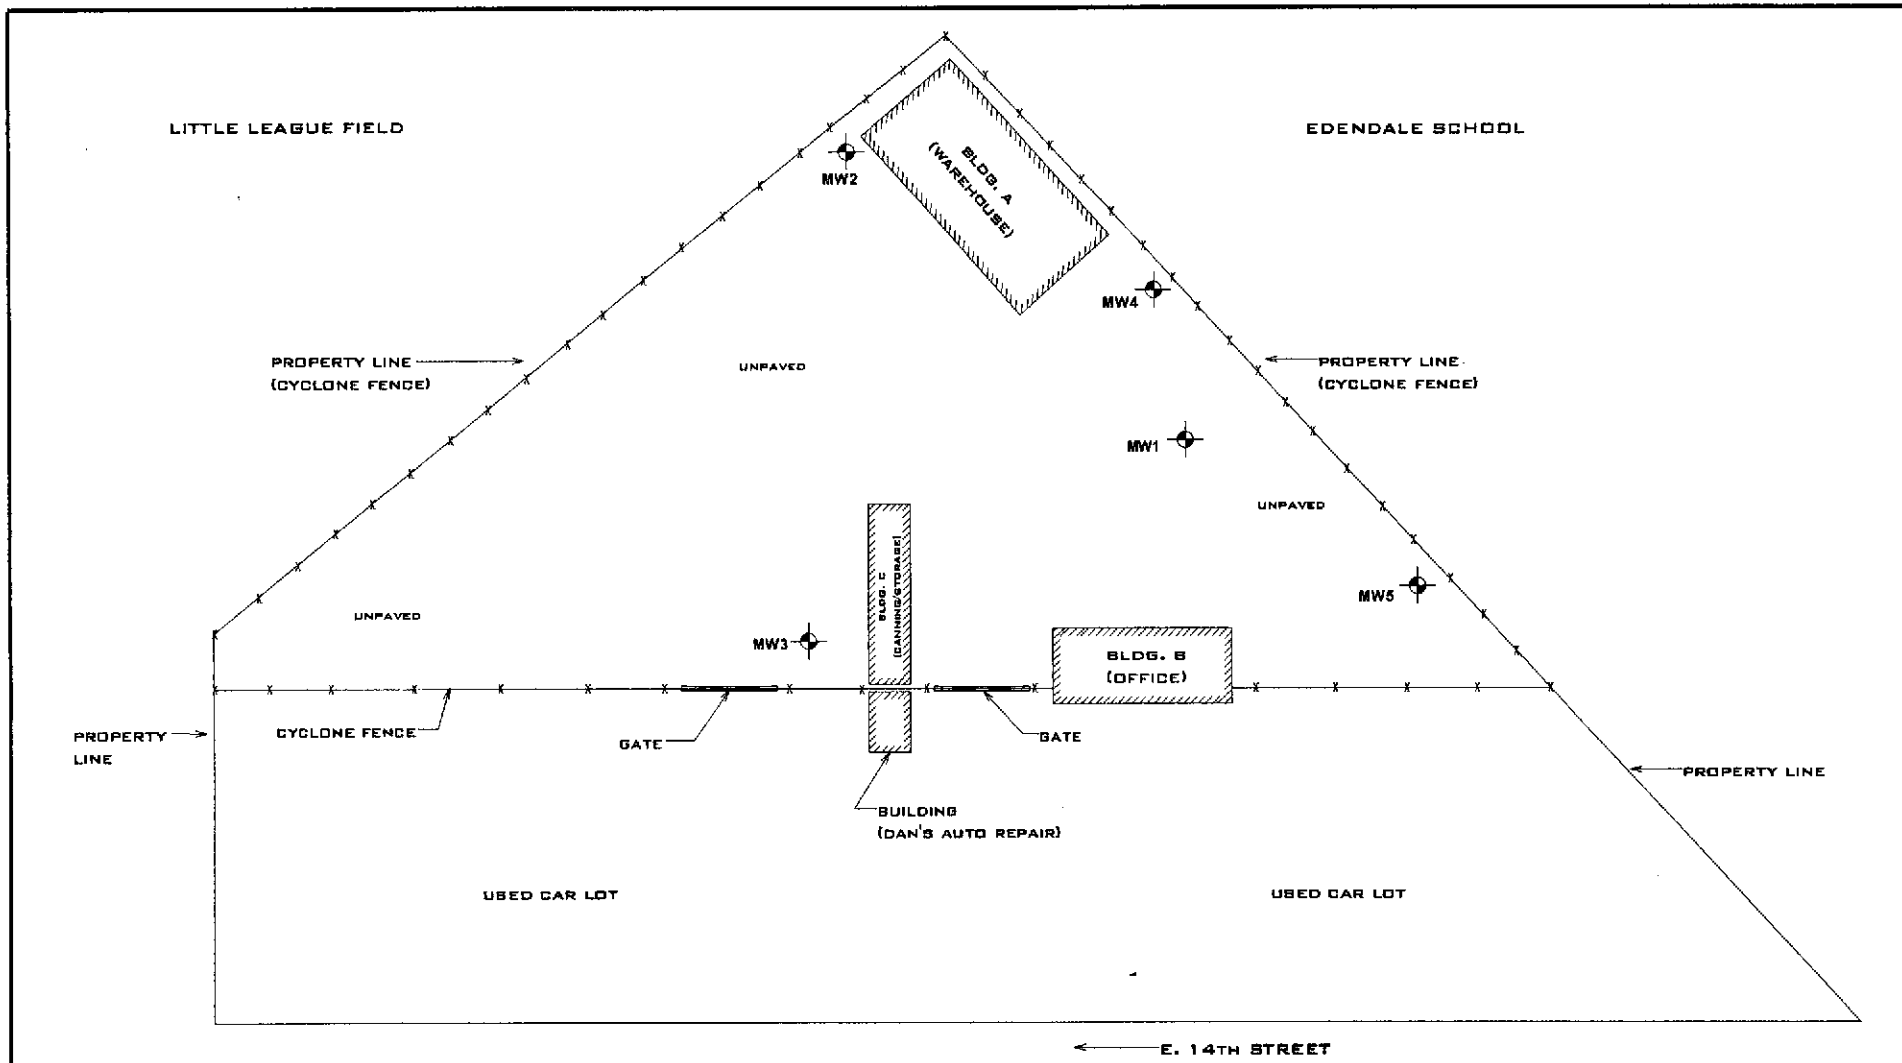 LITTLE LEAGUE FIELD
EDENDALE SCHOOL
BLDG. A
(WAREHOUSE)
MW2
MW4
PROPERTY LINE
(CYCLONE FENCE)
UNPAVED
PROPERTY LINE
(CYCLONE FENCE)
MW1
UNPAVED
BLDG. C
(CANNING/STORAGE)
MW5
UNPAVED
MW3
BLDG. B
(OFFICE)
PROPERTY
LINE
CYCLONE FENCE
GATE
GATE
PROPERTY LINE
BUILDING
(DAN'S AUTO REPAIR)
USED CAR LOT
USED CAR LOT
E. 14TH STREET